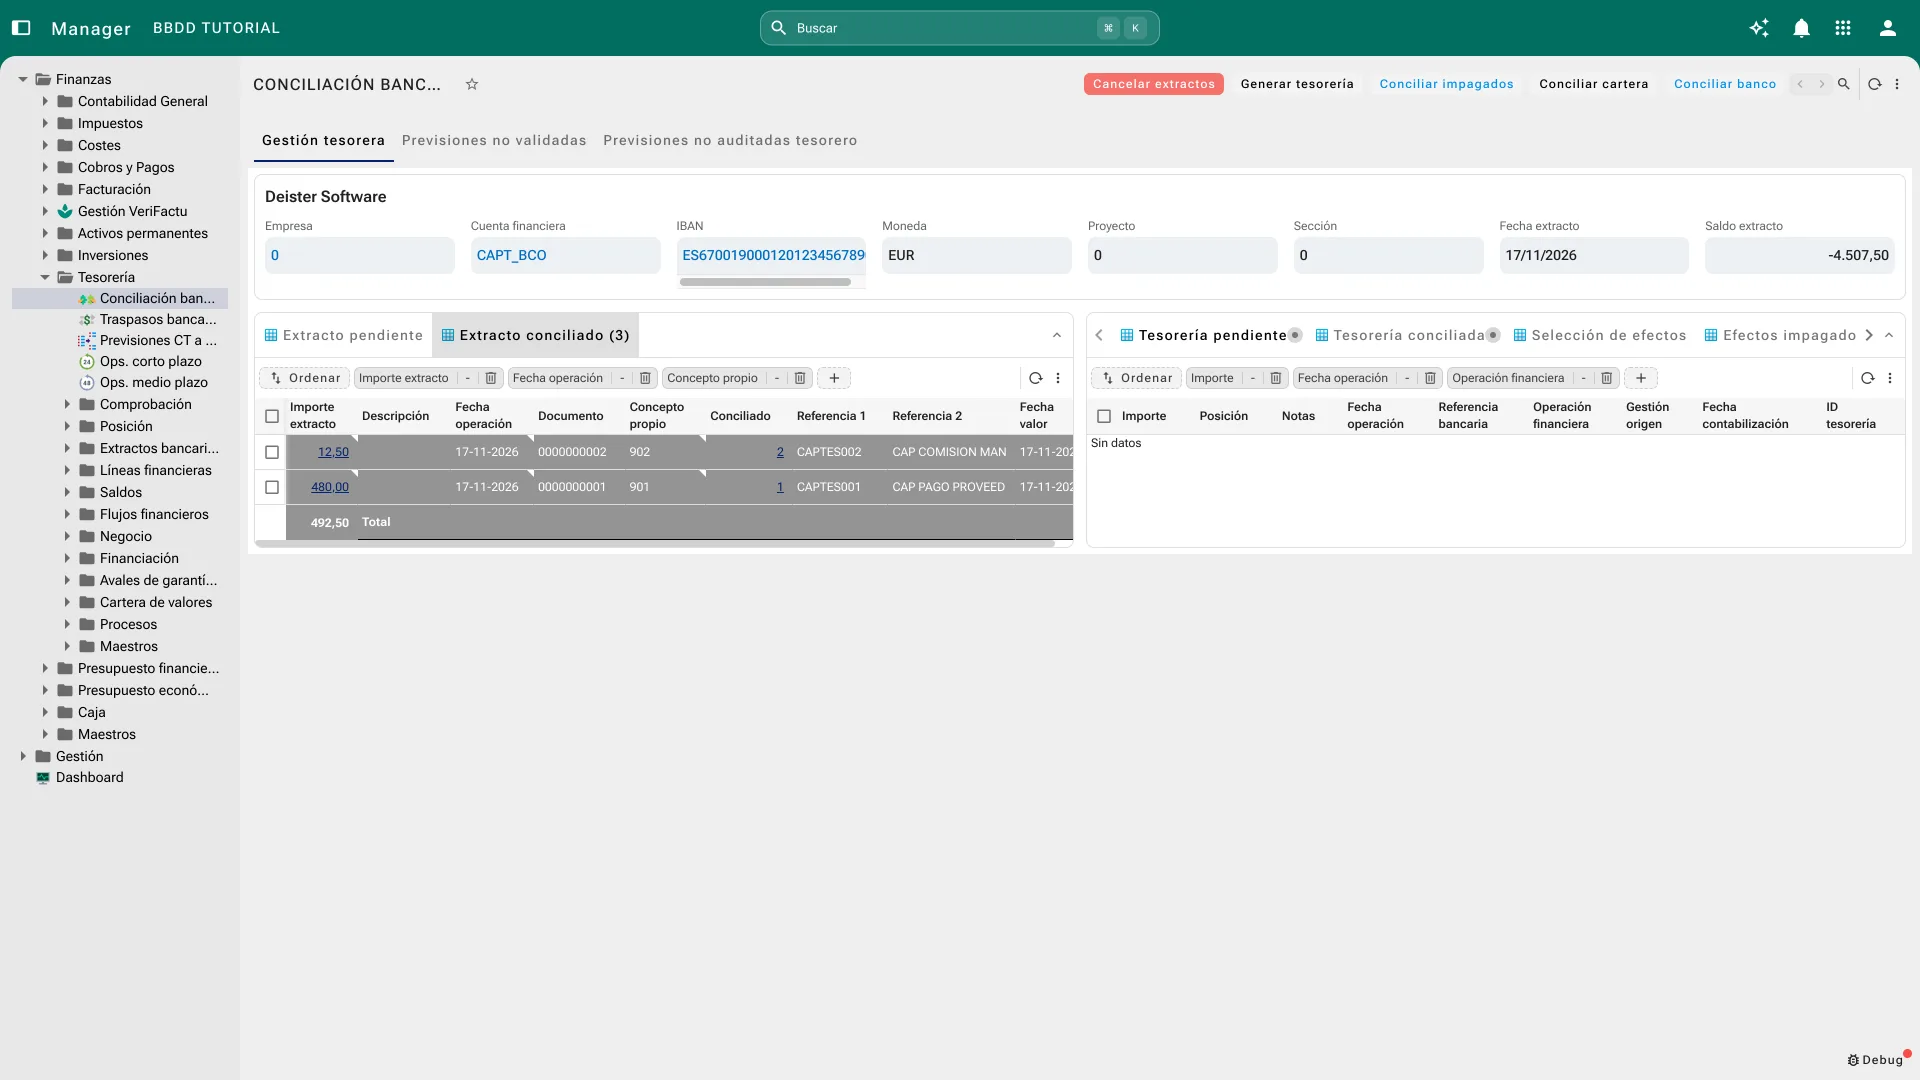 Manager
BBDD TUTORIAL
Buscar
⌘ K
Finanzas
Contabilidad General
Impuestos
Costes
Cobros y Pagos
Facturación
Gestión VeriFactu
Activos permanentes
Inversiones
Tesorería
Conciliación ban...
Traspasos banca...
Previsiones CT a ...
Ops. corto plazo
Ops. medio plazo
Comprobación
Posición
Extractos bancari...
Líneas financieras
Saldos
Flujos financieros
Negocio
Financiación
Avales de garantí...
Cartera de valores
Procesos
Maestros
Presupuesto financie...
Presupuesto econó...
Caja
Maestros
Gestión
Dashboard
CONCILIACIÓN BANC...
Cancelar extractos
Generar tesorería
Conciliar impagados
Conciliar cartera
Conciliar banco
Gestión tesorera
Previsiones no validadas
Previsiones no auditadas tesorero
Deister Software
Empresa Cuenta financiera IBAN Moneda Proyecto Sección Fecha extracto Saldo extracto
0 CAPT_BCO ES6700190001201234567890 EUR 0 0 17/11/2026 -4.507,50
Extracto pendiente
Extracto conciliado (3)
Ordenar Importe extracto - Fecha operación - Concepto propio - +
Importe extracto Descripción Fecha operación Documento Concepto propio Conciliado Referencia 1 Referencia 2 Fecha valor
12,50 17-11-2026 0000000002 902 2 CAPTES002 CAP COMISION MAN 17-11-202
480,00 17-11-2026 0000000001 901 1 CAPTES001 CAP PAGO PROVEED 17-11-202
492,50 Total
Tesorería pendiente
Tesorería conciliada
Selección de efectos
Efectos impagado
Ordenar Importe - Fecha operación - Operación financiera - +
Importe Posición Notas Fecha operación Referencia bancaria Operación financiera Gestión origen Fecha contabilización ID tesorería
Sin datos
Debug